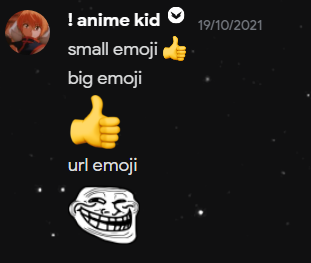 ! anime kid 19/10/2021
small emoji 👍
big emoji
👍
url emoji